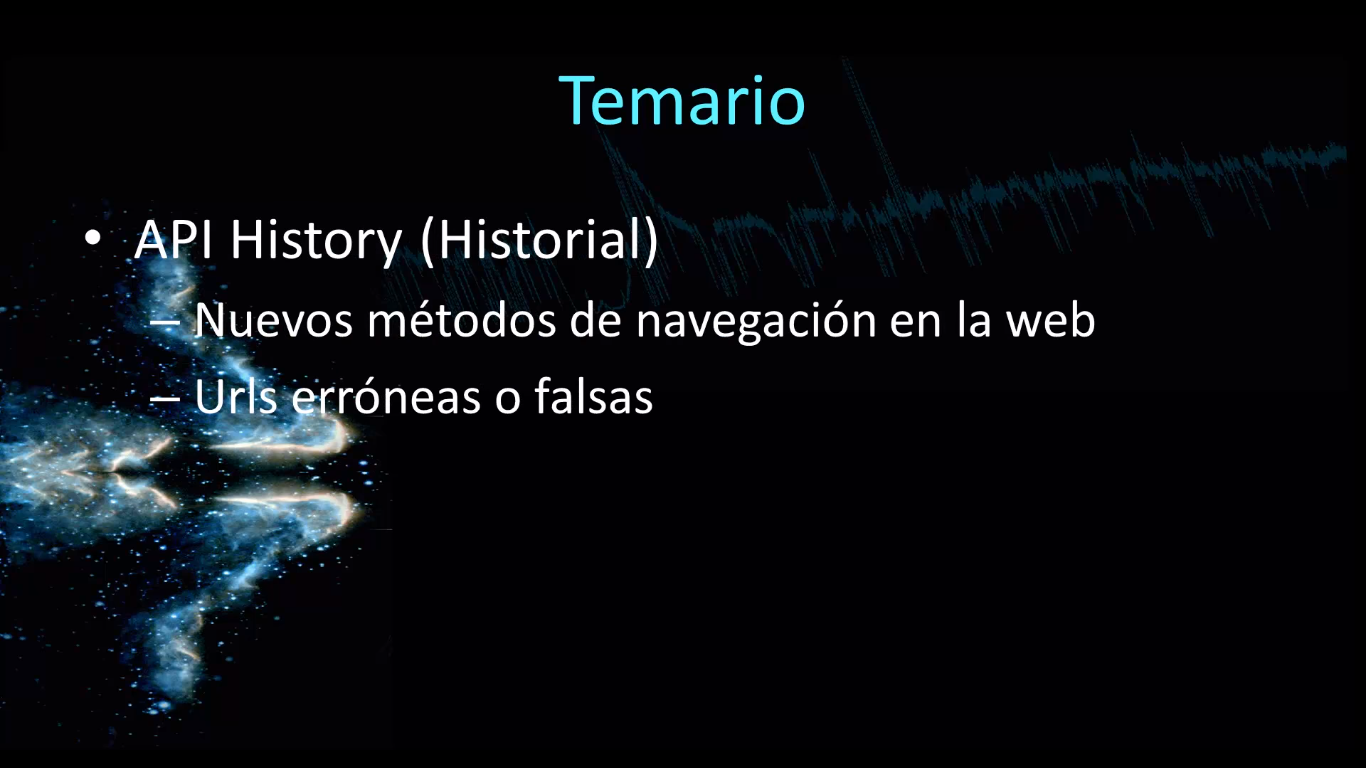 Temario
• API History (Historial)
– Nuevos métodos de navegación en la web
– Urls erróneas o falsas